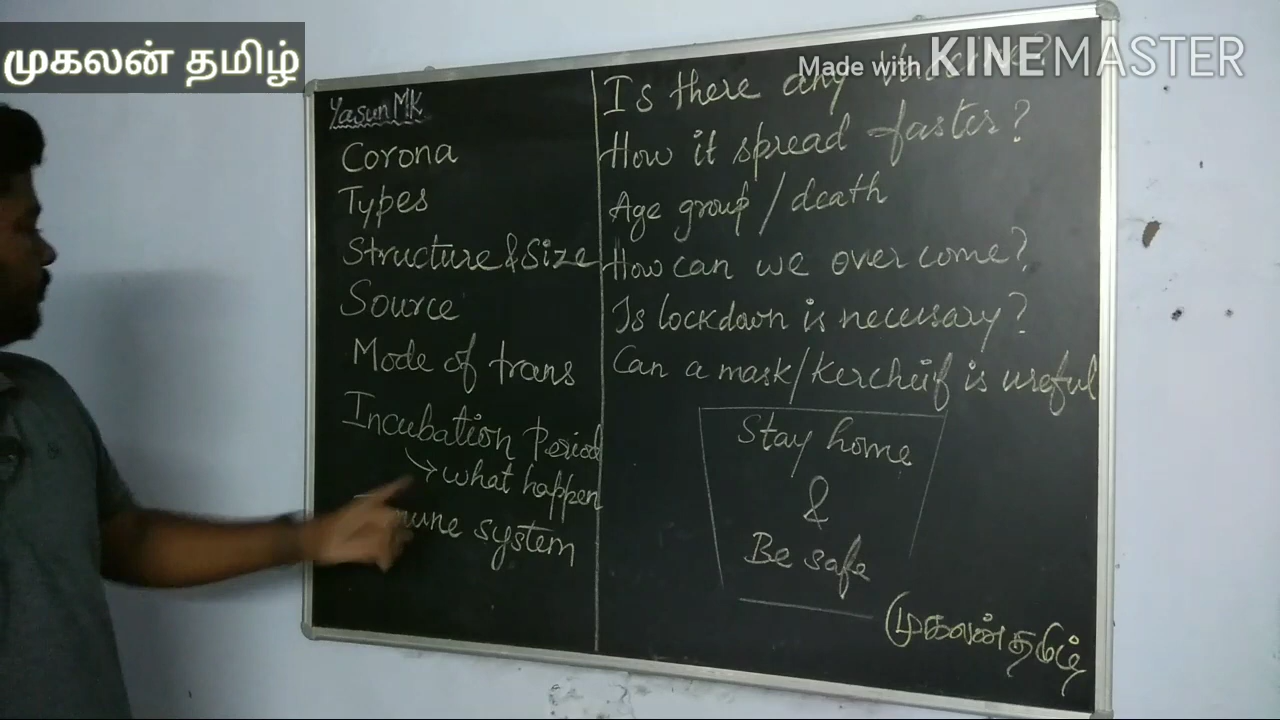 முகலன் தமிழ்
Made with KINEMASTER
Yasun MK
Corona
Types
Structure & Size
Source
Mode of trans
Incubation Period
→ what happen
mune system
Is there any
How it spread faster?
Age group / death
How can we over come?
Is lockdown is necessary?
Can a mask/kercheif is useful
Stay home
&
Be safe
முகலன் தமிழ்